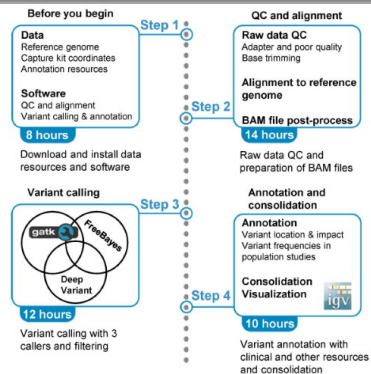 Before you begin
Step 1
Data
Reference genome
Capture kit coordinates
Annotation resources
Software
QC and alignment
Variant calling & annotation
8 hours
Download and install data
resources and software
QC and alignment
Raw data QC
Adapter and poor quality
Base trimming
Alignment to reference
genome
Step 2
BAM file post-process
14 hours
Raw data QC and
preparation of BAM files
Variant calling
Step 3
gatk
FreeBayes
Deep
Variant
12 hours
Variant calling with 3
callers and filtering
Annotation and
consolidation
Annotation
Variant location & impact
Variant frequencies in
population studies
Consolidation
Visualization
igv
Step 4
10 hours
Variant annotation with
clinical and other resources
and consolidation